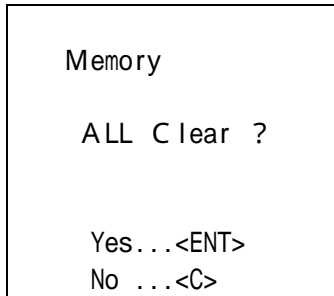 Memory
ALL Clear ?
Yes...<ENT>
No ...<C>